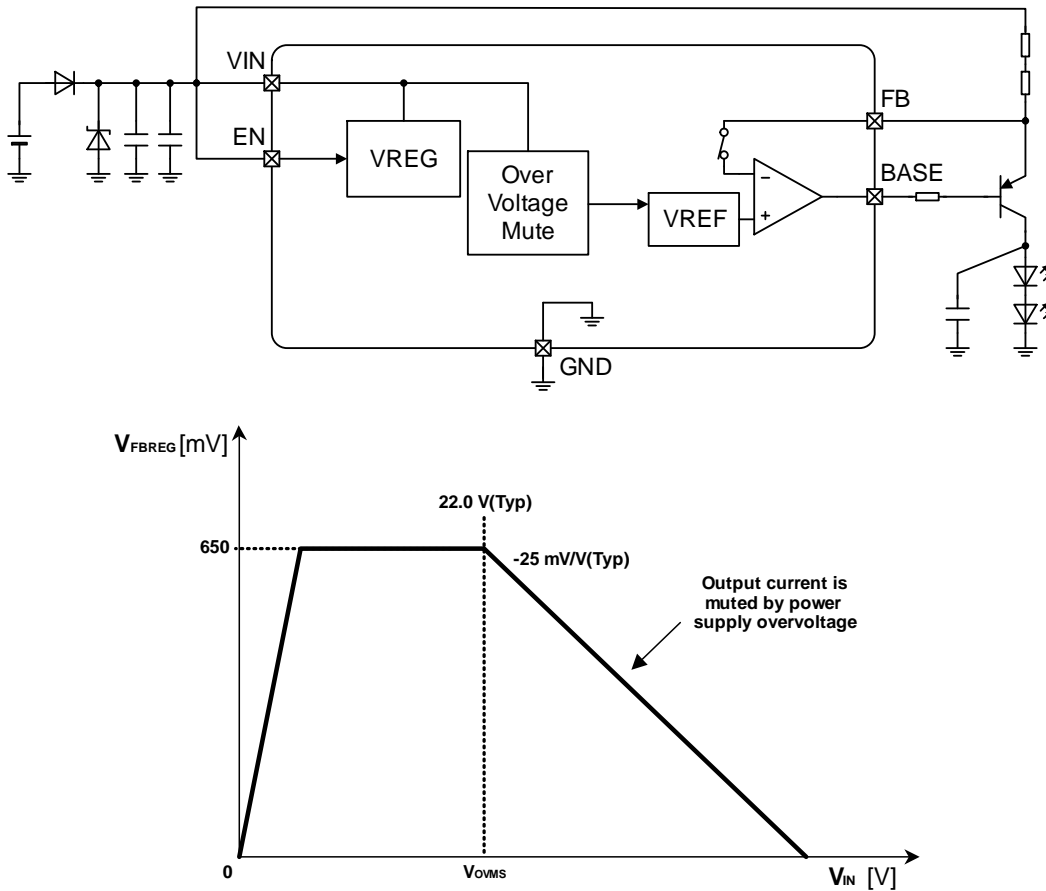 VIN
EN
VREG
Over
Voltage
Mute
VREF
−
+
FB
BASE
GND
VFBREG [mV]
22.0 V(Typ)
650
-25 mV/V(Typ)
Output current is
muted by power
supply overvoltage
0
VOVMS
VIN [V]